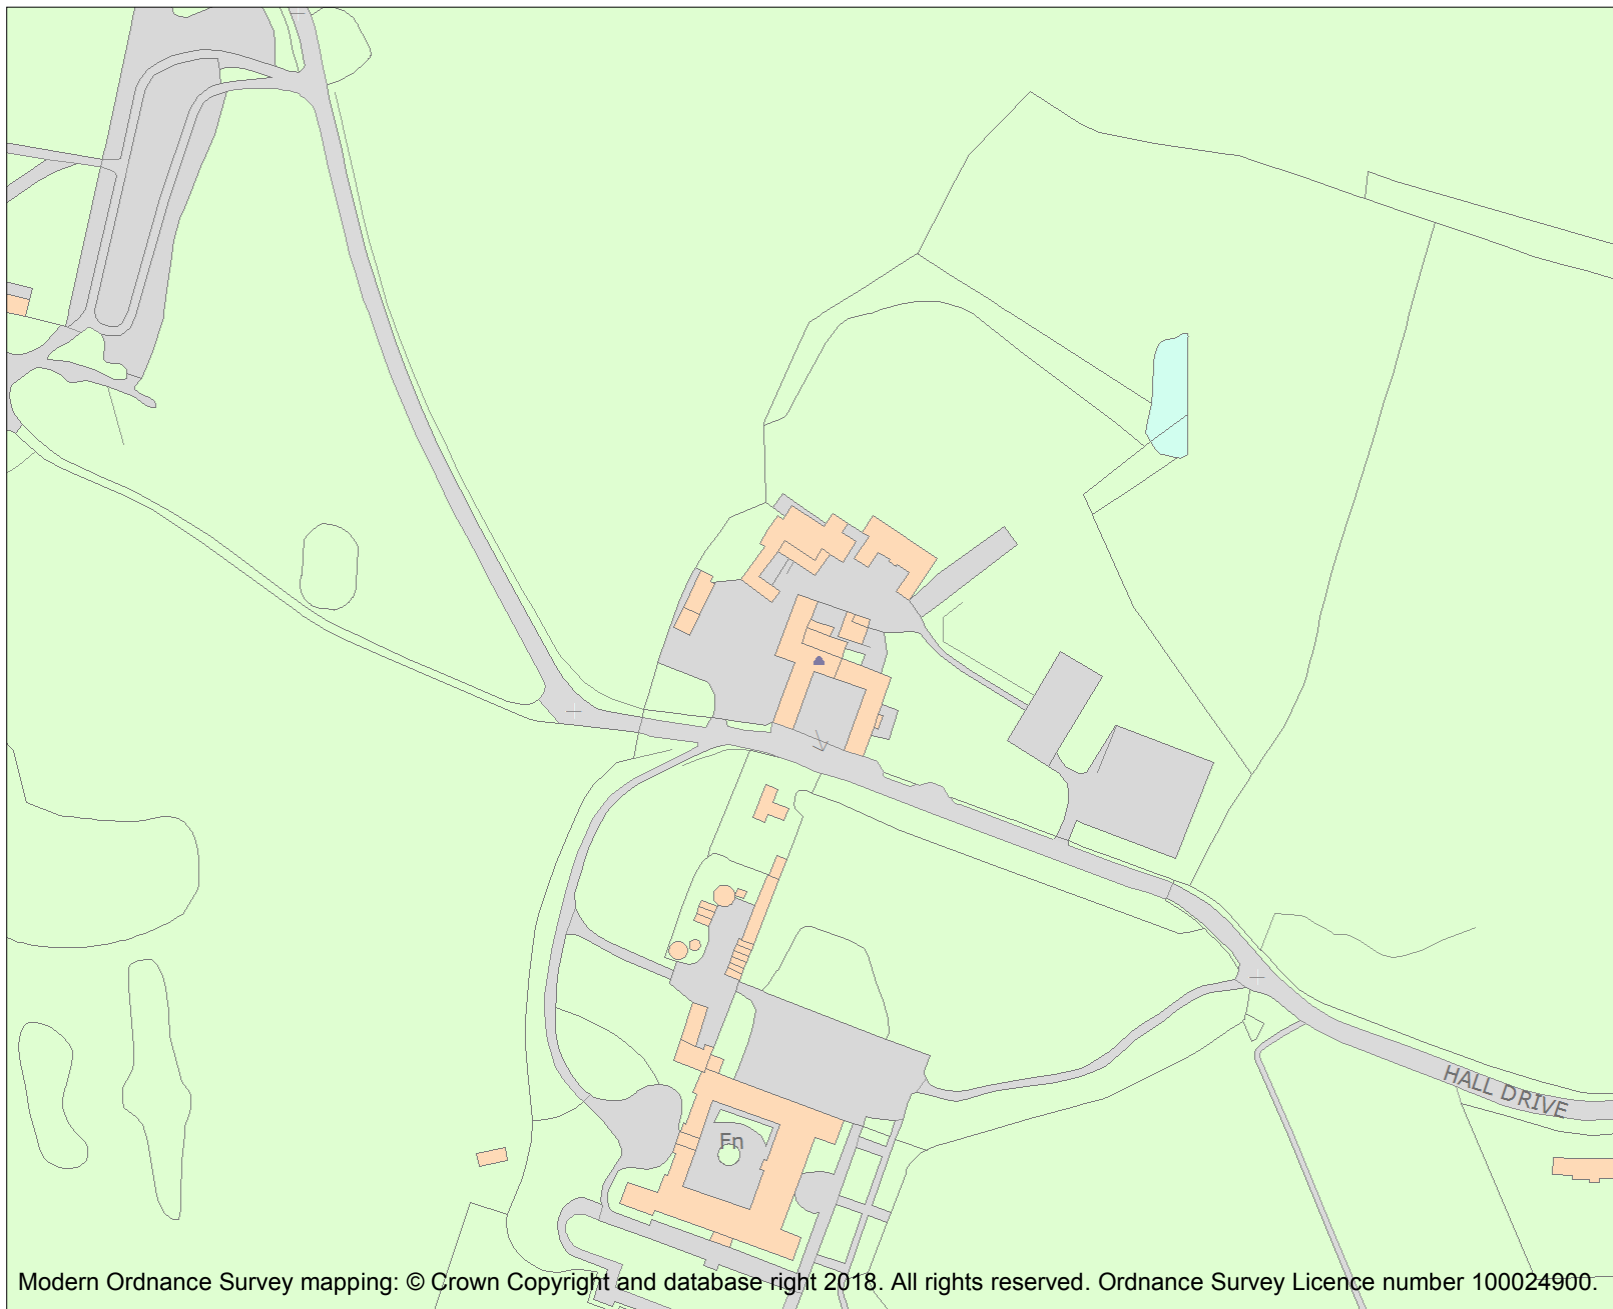 HALL DRIVE
Fn
Modern Ordnance Survey mapping: © Crown Copyright and database right 2018. All rights reserved. Ordnance Survey Licence number 100024900.